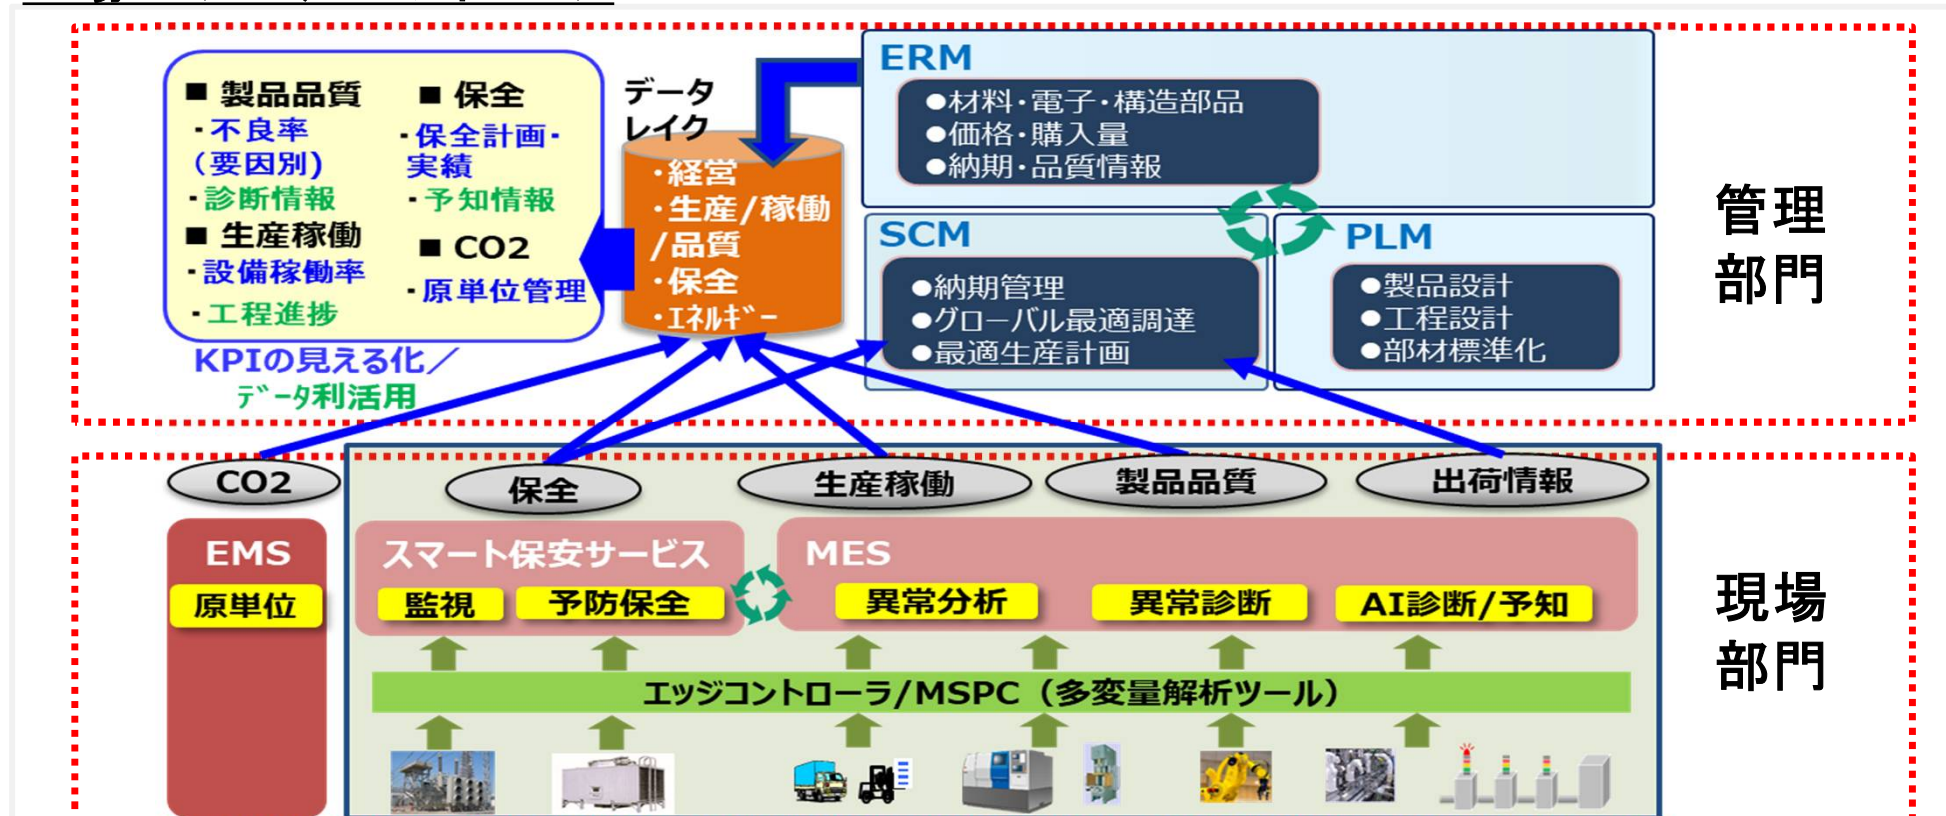 ■ 製品品質
・不良率
(要因別)
・診断情報
■ 生産稼働
・設備稼働率
・工程進捗
■ 保全
・保全計画・
実績
・予知情報
■ CO2
・原単位管理
KPIの見える化／
ﾃﾞｰﾀ利活用
データ
レイク
・経営
・生産/稼働
/品質
・保全
・ｴﾈﾙｷﾞｰ
ERM
●材料・電子・構造部品
●価格・購入量
●納期・品質情報
SCM
●納期管理
●グローバル最適調達
●最適生産計画
PLM
●製品設計
●工程設計
●部材標準化
管理
部門
CO2
保全
生産稼働
製品品質
出荷情報
EMS
原単位
スマート保安サービス
監視
予防保全
MES
異常分析
異常診断
AI診断/予知
エッジコントローラ/MSPC（多変量解析ツール）
現場
部門